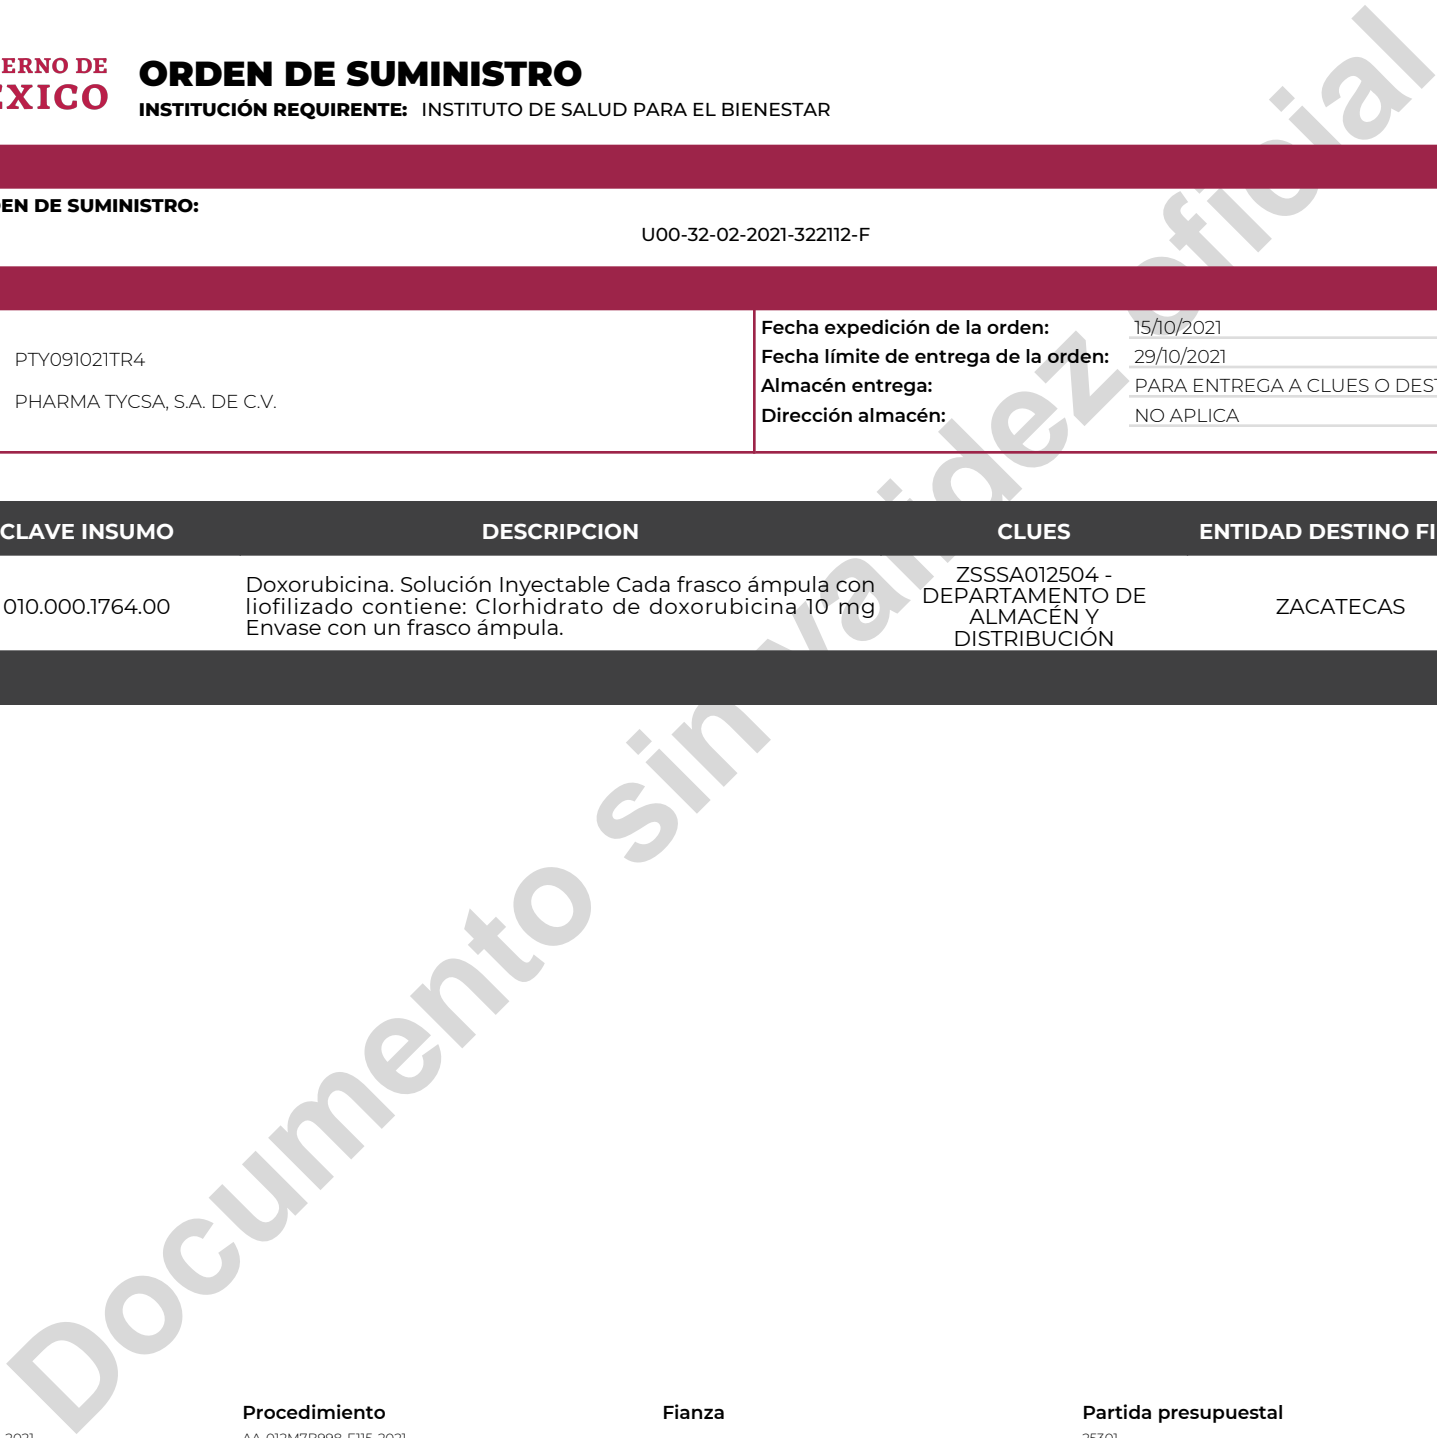 ORDEN DE SUMINISTRO
INSTITUCIÓN REQUIRENTE: INSTITUTO DE SALUD PARA EL BIENESTAR
ERNO DE
EXICO
EN DE SUMINISTRO:
U00-32-02-2021-322112-F
PTY091021TR4
PHARMA TYCSA, S.A. DE C.V.
Fecha expedición de la orden: 15/10/2021
Fecha límite de entrega de la orden: 29/10/2021
Almacén entrega: PARA ENTREGA A CLUES O DEST
Dirección almacén: NO APLICA
CLAVE INSUMO DESCRIPCION CLUES ENTIDAD DESTINO FI
010.000.1764.00
Doxorubicina. Solución Inyectable Cada frasco ámpula con
liofilizado contiene: Clorhidrato de doxorubicina 10 mg
Envase con un frasco ámpula.
ZSSSA012504 -
DEPARTAMENTO DE
ALMACÉN Y
DISTRIBUCIÓN
ZACATECAS
Documento sin validez oficial
Procedimiento Fianza Partida presupuestal